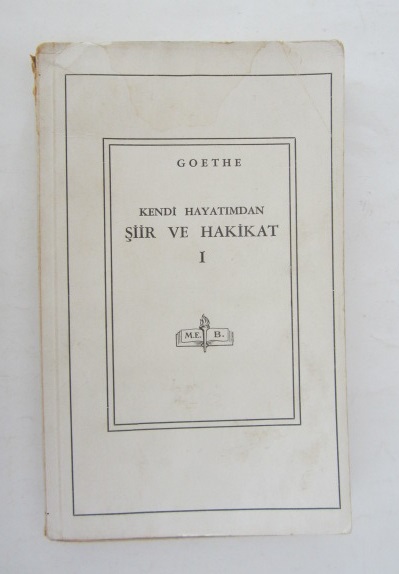 GOETHE
KENDİ HAYATIMDAN
ŞİİR VE HAKİKAT
I
M.E. B.